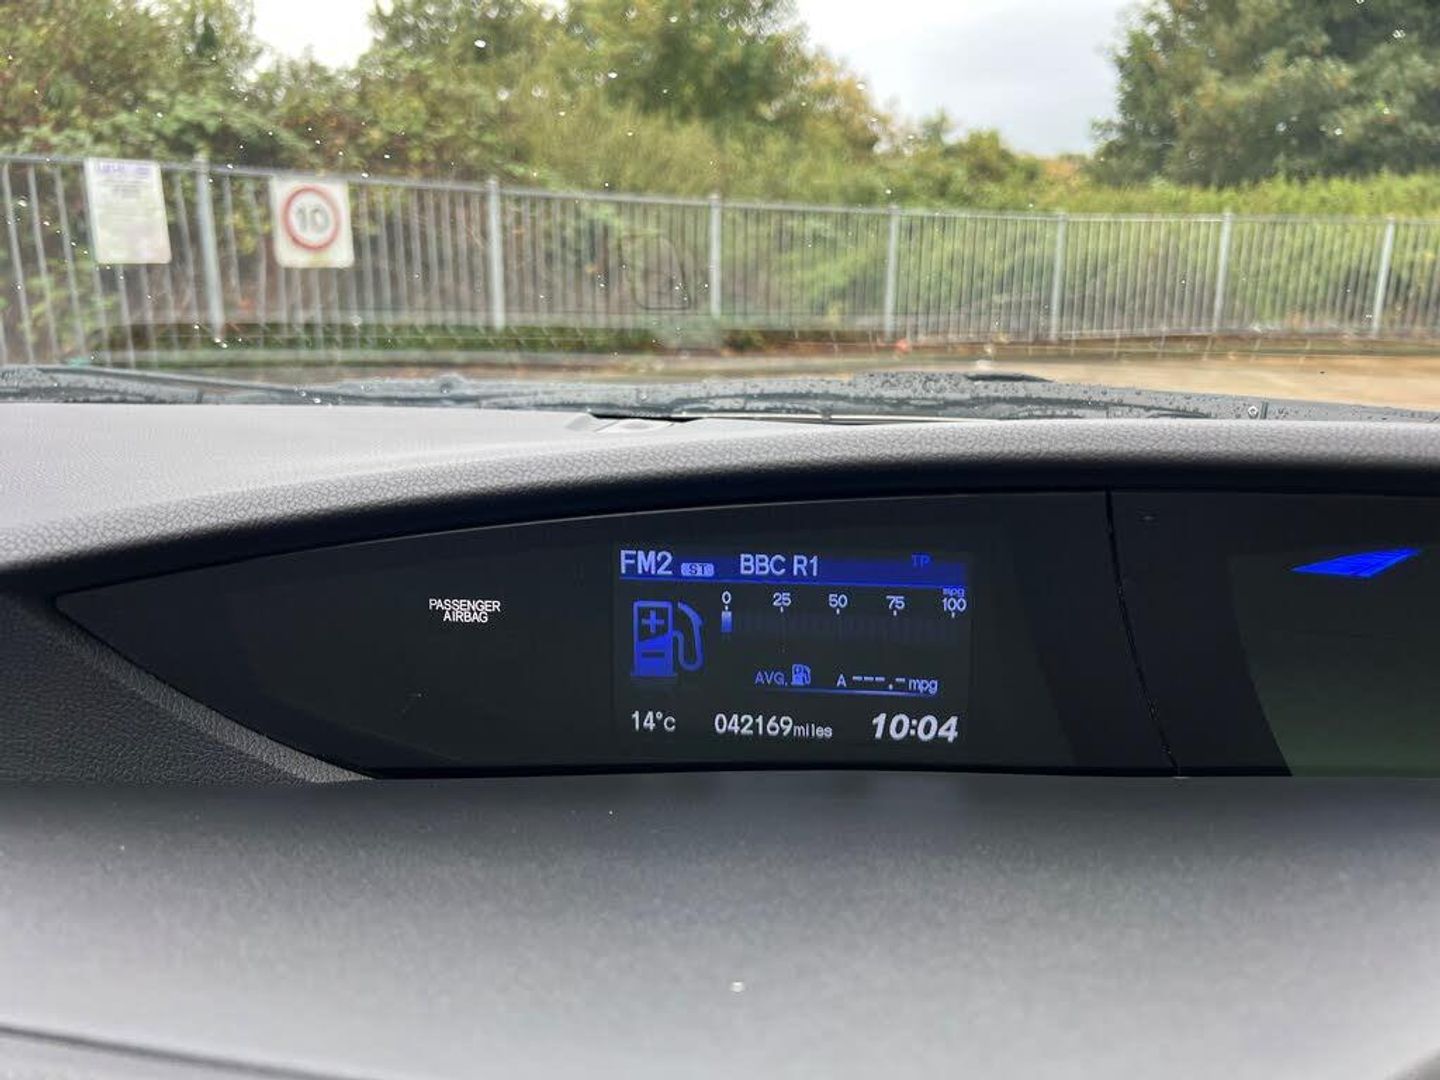 10
FM2 ST BBC R1 TP
mpg
0 25 50 75 100
PASSENGER
AIRBAG
AVG. A ---.- mpg
14°C 042169miles 10:04